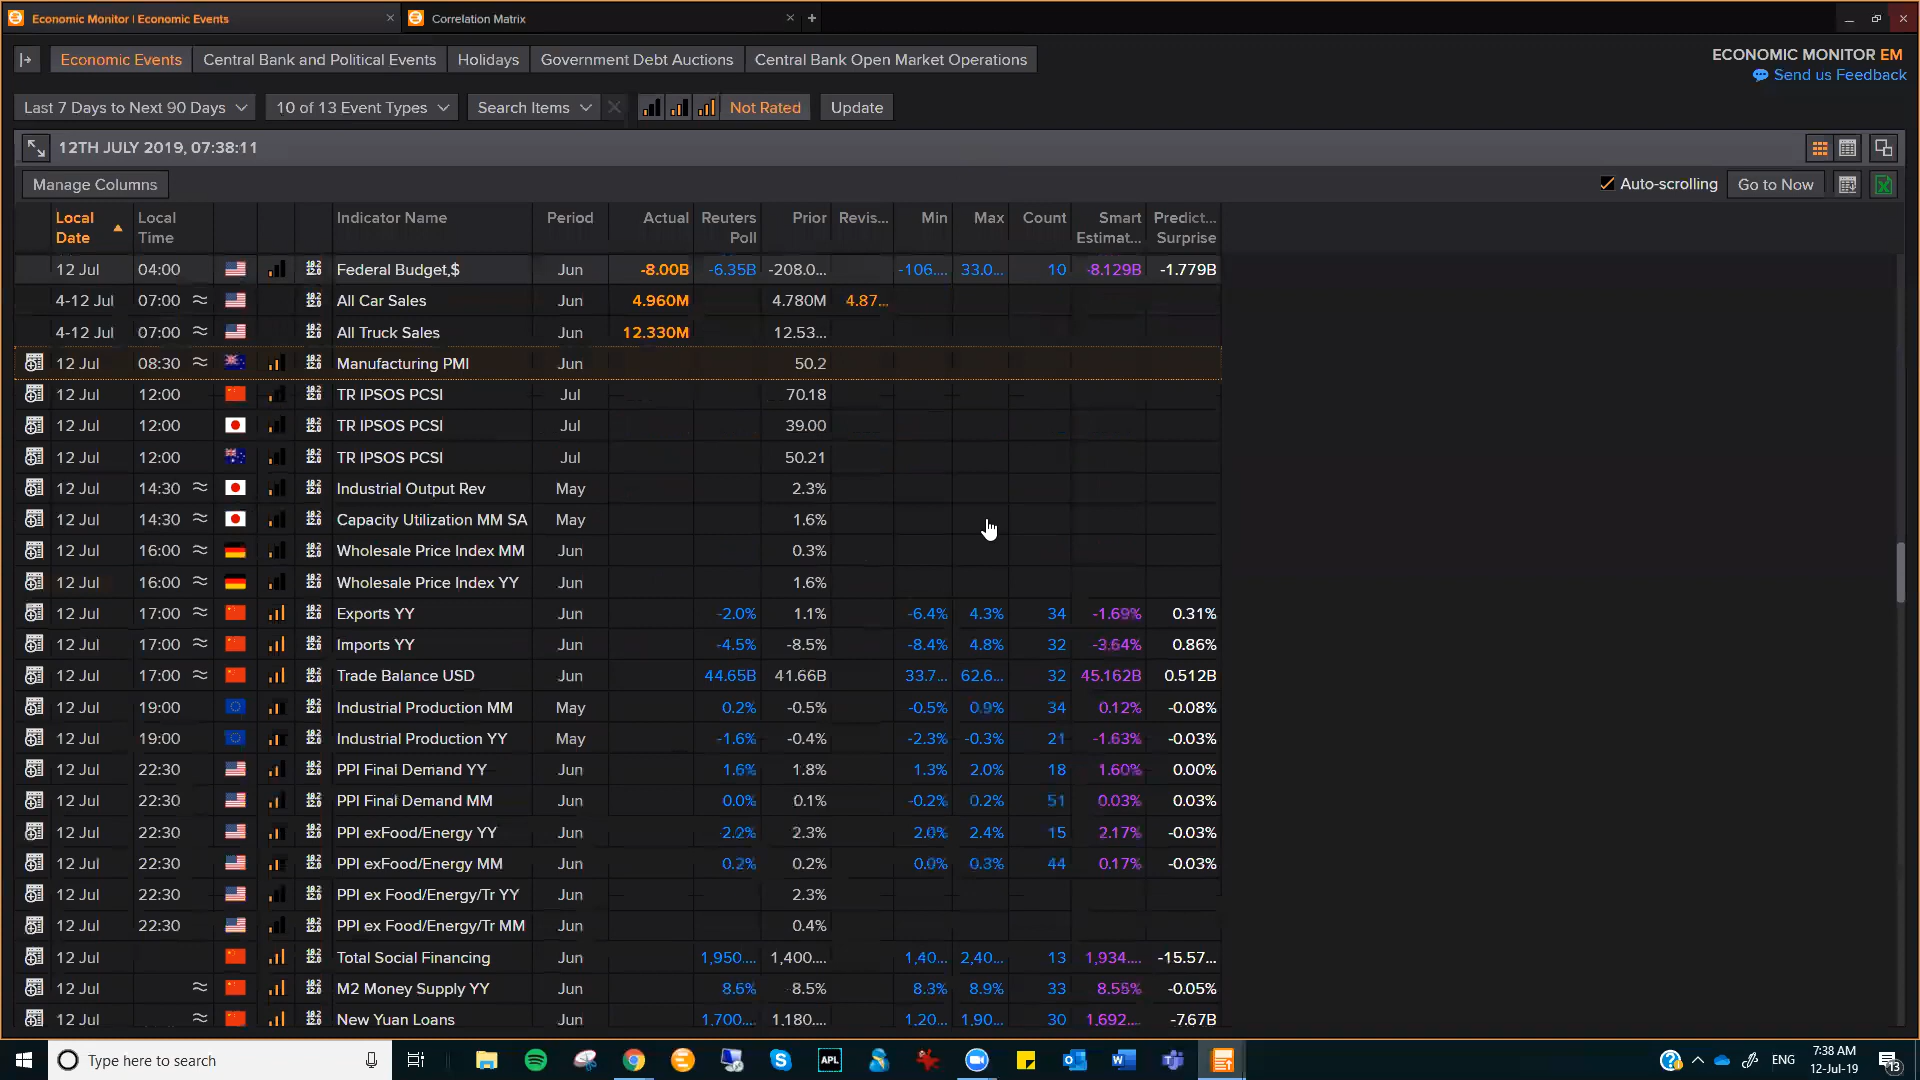 Economic Monitor | Economic Events
Correlation Matrix
Economic Events Central Bank and Political Events Holidays Government Debt Auctions Central Bank Open Market Operations
ECONOMIC MONITOR EM
Send us Feedback
Last 7 Days to Next 90 Days 10 of 13 Event Types Search Items Not Rated Update
12TH JULY 2019, 07:38:11
Manage Columns Auto-scrolling Go to Now
Local Date Local Time Indicator Name Period Actual Reuters Poll Prior Revis... Min Max Count Smart Estimat... Predict... Surprise
12 Jul 04:00 Federal Budget,$ Jun -8.00B -6.35B -208.0... -106.... 33.0... 10 -8.129B -1.779B
4-12 Jul 07:00 All Car Sales Jun 4.960M 4.780M 4.87...
4-12 Jul 07:00 All Truck Sales Jun 12.330M 12.53...
12 Jul 08:30 Manufacturing PMI Jun 50.2
12 Jul 12:00 TR IPSOS PCSI Jul 70.18
12 Jul 12:00 TR IPSOS PCSI Jul 39.00
12 Jul 12:00 TR IPSOS PCSI Jul 50.21
12 Jul 14:30 Industrial Output Rev May 2.3%
12 Jul 14:30 Capacity Utilization MM SA May 1.6%
12 Jul 16:00 Wholesale Price Index MM Jun 0.3%
12 Jul 16:00 Wholesale Price Index YY Jun 1.6%
12 Jul 17:00 Exports YY Jun -2.0% 1.1% -6.4% 4.3% 34 -1.69% 0.31%
12 Jul 17:00 Imports YY Jun -4.5% -8.5% -8.4% 4.8% 32 -3.64% 0.86%
12 Jul 17:00 Trade Balance USD Jun 44.65B 41.66B 33.7... 62.6... 32 45.162B 0.512B
12 Jul 19:00 Industrial Production MM May 0.2% -0.5% -0.5% 0.9% 34 0.12% -0.08%
12 Jul 19:00 Industrial Production YY May -1.6% -0.4% -2.3% -0.3% 21 -1.63% -0.03%
12 Jul 22:30 PPI Final Demand YY Jun 1.6% 1.8% 1.3% 2.0% 18 1.60% 0.00%
12 Jul 22:30 PPI Final Demand MM Jun 0.0% 0.1% -0.2% 0.2% 51 0.03% 0.03%
12 Jul 22:30 PPI exFood/Energy YY Jun 2.2% 2.3% 2.0% 2.4% 15 2.17% -0.03%
12 Jul 22:30 PPI exFood/Energy MM Jun 0.2% 0.2% 0.0% 0.3% 44 0.17% -0.03%
12 Jul 22:30 PPI ex Food/Energy/Tr YY Jun 2.3%
12 Jul 22:30 PPI ex Food/Energy/Tr MM Jun 0.4%
12 Jul Total Social Financing Jun 1,950.... 1,400.... 1,40... 2,40... 13 1,934.... -15.57...
12 Jul M2 Money Supply YY Jun 8.6% 8.5% 8.3% 8.9% 33 8.55% -0.05%
12 Jul New Yuan Loans Jun 1,700.... 1,180.... 1,20... 1,90... 30 1,692.... -7.67B
Type here to search
APL
ENG
7:38 AM
12-Jul-19
13